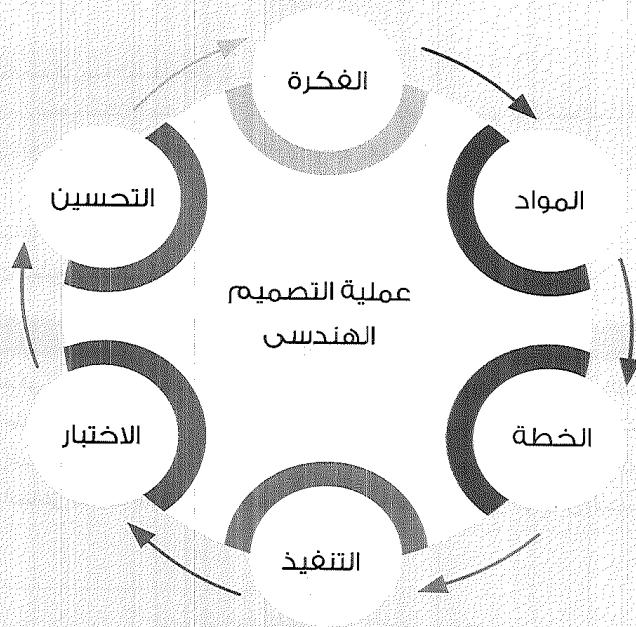 الفكرة
المواد
الخطة
التنفيذ
الاختبار
التحسين
عملية التصميم
الهندسى